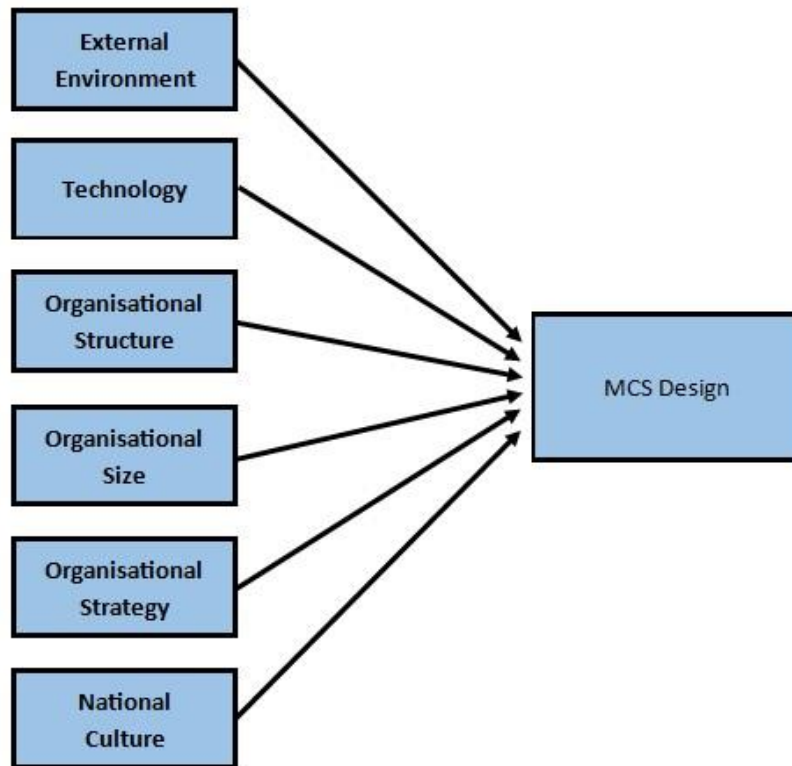 External
Environment
Technology
Organisational
Structure
MCS Design
Organisational
Size
Organisational
Strategy
National
Culture